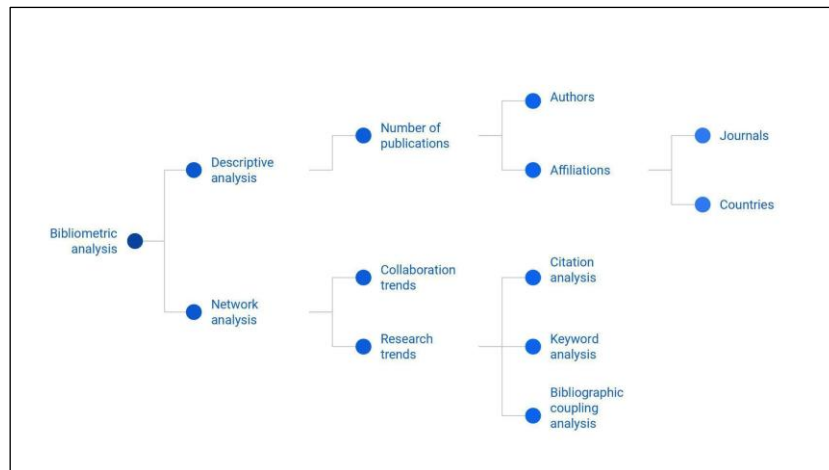 Authors
Number of
publications
Journals
Descriptive
analysis
Affiliations
Countries
Bibliometric
analysis
Collaboration
trends
Citation
analysis
Network
analysis
Research
trends
Keyword
analysis
Bibliographic
coupling
analysis